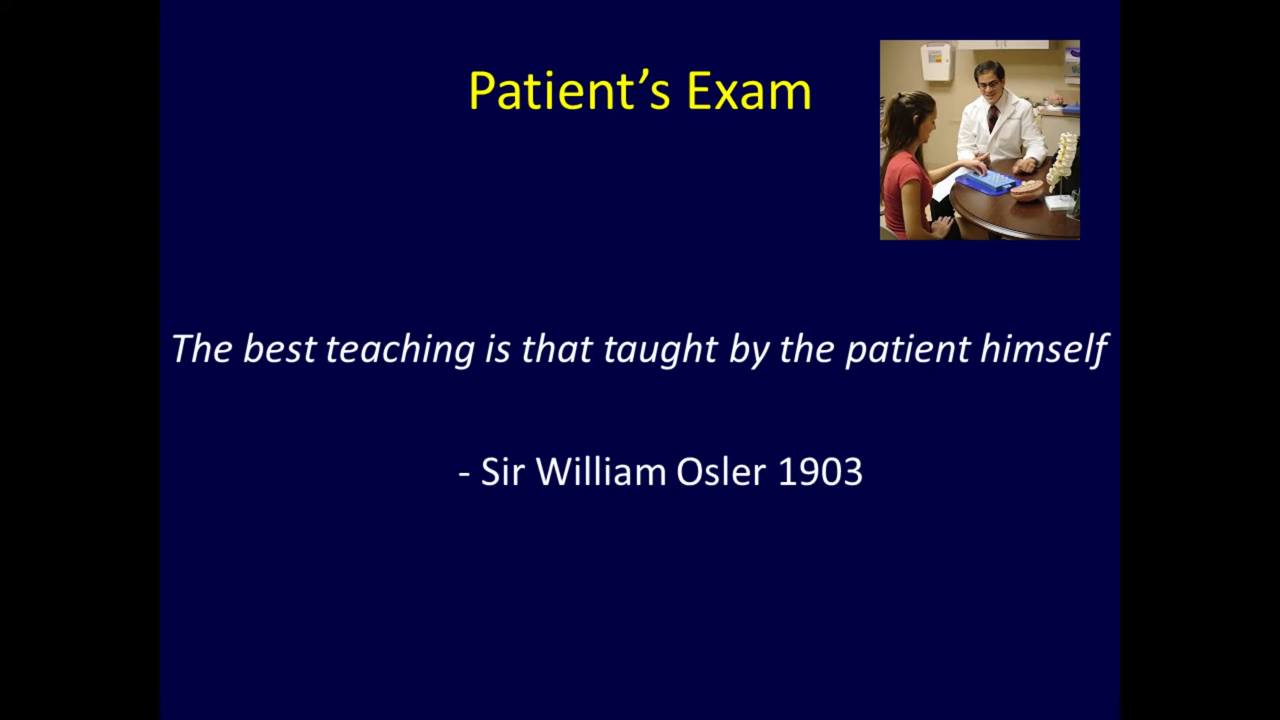 Patient’s Exam
The best teaching is that taught by the patient himself
- Sir William Osler 1903